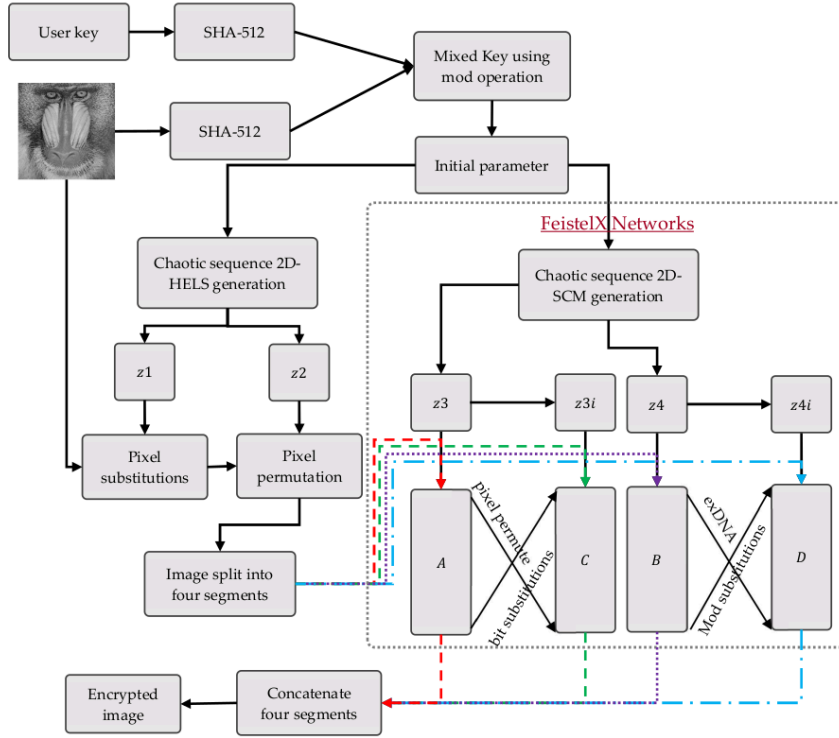 User key
SHA-512
Mixed Key using
mod operation
SHA-512
Initial parameter
FeistelX Networks
Chaotic sequence 2D-
HELS generation
Chaotic sequence 2D-
SCM generation
z1
z2
z3
z3i
z4
z4i
Pixel
substitutions
Pixel
permutation
Image split into
four segments
A
pixel permute
bit substitutions
C
B
exDNA
Mod substitutions
D
Encrypted
image
Concatenate
four segments